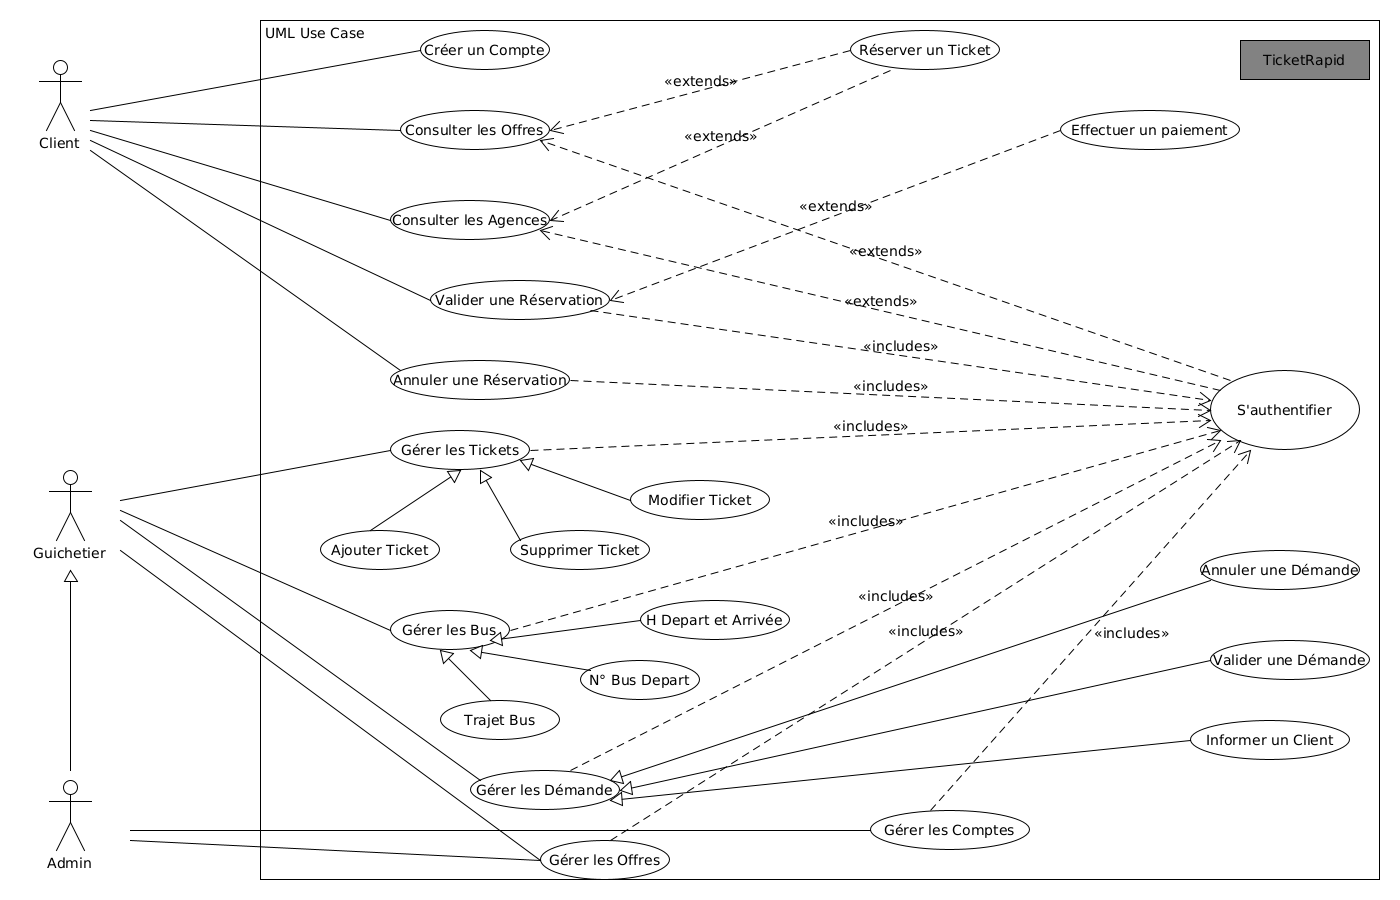 UML Use Case
Créer un Compte
Réserver un Ticket
TicketRapid
«extends»
Client
Consulter les Offres
«extends»
Effectuer un paiement
Consulter les Agences
«extends»
«extends»
Valider une Réservation
«extends»
«includes»
Annuler une Réservation
«includes»
S'authentifier
«includes»
Gérer les Tickets
Modifier Ticket
Guichetier
Ajouter Ticket
Supprimer Ticket
«includes»
Annuler une Démande
«includes»
H Depart et Arrivée
Gérer les Bus
«includes»
«includes»
Valider une Démande
N° Bus Depart
Trajet Bus
Informer un Client
Gérer les Démande
Gérer les Comptes
Admin
Gérer les Offres